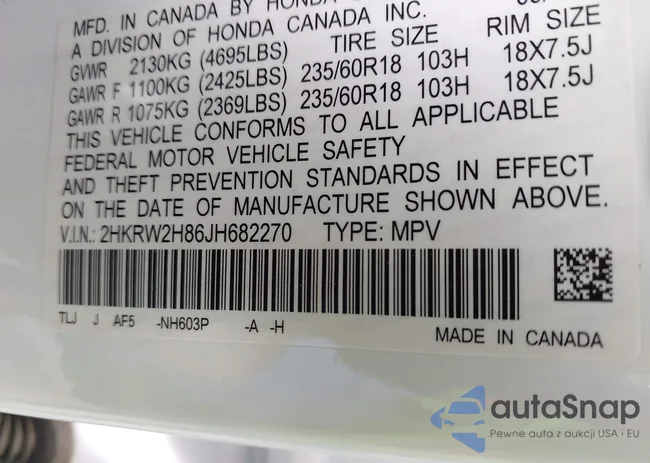 MFD. IN CANADA BY HONDA
A DIVISION OF HONDA CANADA INC.
GVWR 2130KG (4695LBS) TIRE SIZE RIM SIZE
GAWR F 1100KG (2425LBS) 235/60R18 103H 18X7.5J
GAWR R 1075KG (2369LBS) 235/60R18 103H 18X7.5J
THIS VEHICLE CONFORMS TO ALL APPLICABLE
FEDERAL MOTOR VEHICLE SAFETY
AND THEFT PREVENTION STANDARDS IN EFFECT
ON THE DATE OF MANUFACTURE SHOWN ABOVE.
V.I.N.: 2HKRW2H86JH682270 TYPE: MPV
TLJ J AF5 -NH603P -A -H
MADE IN CANADA
autaSnap
Pewne auta z aukcji USA i EU